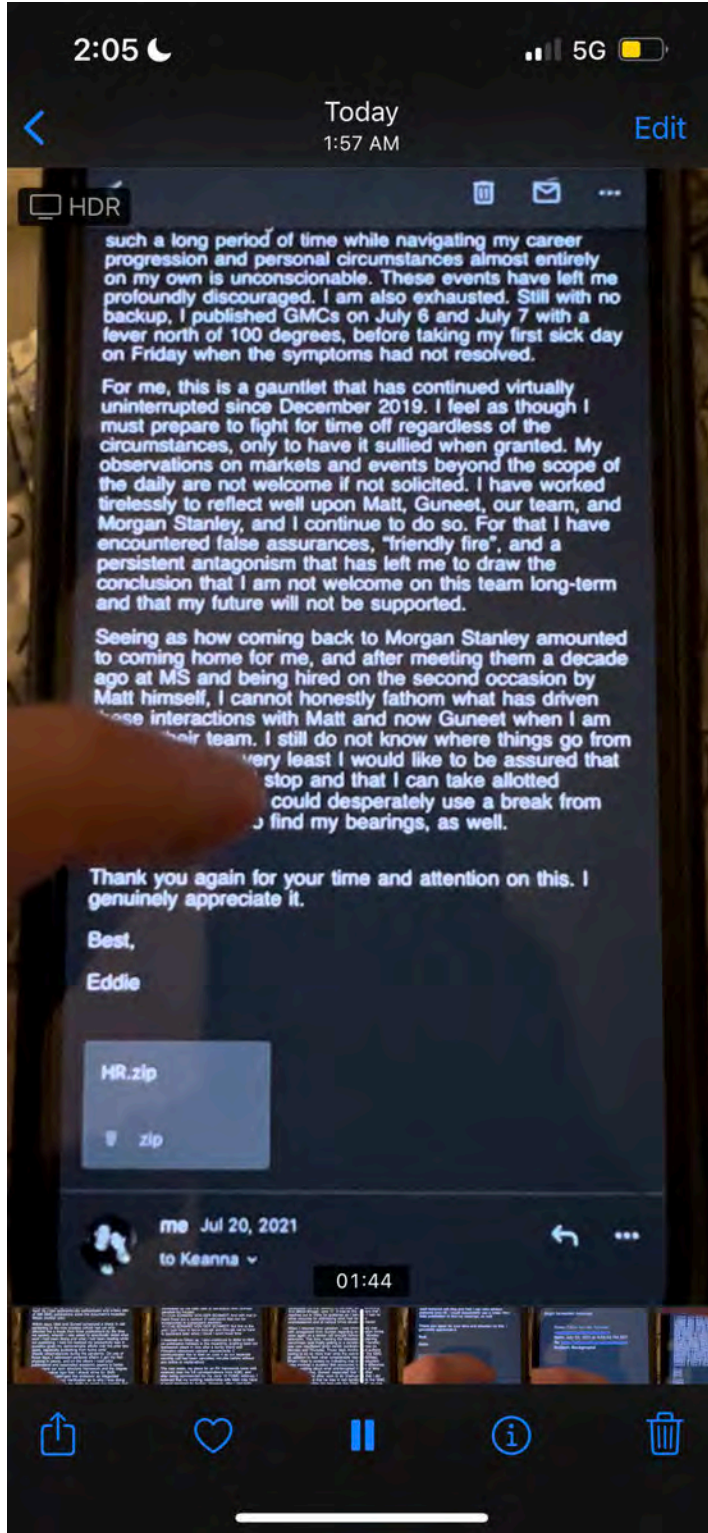 2:05
5G
Today
1:57 AM
Edit
HDR
such a long period of time while navigating my career
progression and personal circumstances almost entirely
on my own is unconscionable. These events have left me
profoundly discouraged. I am also exhausted. Still with no
backup, I published GMCs on July 6 and July 7 with a
fever north of 100 degrees, before taking my first sick day
on Friday when the symptoms had not resolved.
For me, this is a gauntlet that has continued virtually
uninterrupted since December 2019. I feel as though I
must prepare to fight for time off regardless of the
circumstances, only to have it sullied when granted. My
observations on markets and events beyond the scope of
the daily are not welcome if not solicited. I have worked
tirelessly to reflect well upon Matt, Guneet, our team, and
Morgan Stanley, and I continue to do so. For that I have
encountered false assurances, "friendly fire", and a
persistent antagonism that has left me to draw the
conclusion that I am not welcome on this team long-term
and that my future will not be supported.
Seeing as how coming back to Morgan Stanley amounted
to coming home for me, and after meeting them a decade
ago at MS and being hired on the second occasion by
Matt himself, I cannot honestly fathom what has driven
interactions with Matt and now Guneet when I am
their team. I still do not know where things go from
very least I would like to be assured that
stop and that I can take allotted
could desperately use a break from
find my bearings, as well.
Thank you again for your time and attention on this. I
genuinely appreciate it.
Best,
Eddie
HR.zip
zip
me Jul 20, 2021
to Keanna
01:44